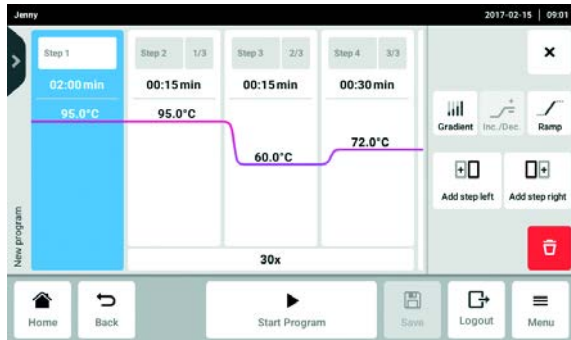 Jenny
2017-02-15 | 09:01
Step 1
Step 2 1/3
Step 3 2/3
Step 4 3/3
02:00 min
00:15 min
00:15 min
00:30 min
95.0°C
95.0°C
60.0°C
72.0°C
30x
New program
Gradient
Inc./Dec.
Ramp
Add step left
Add step right
Home
Back
Start Program
Save
Logout
Menu